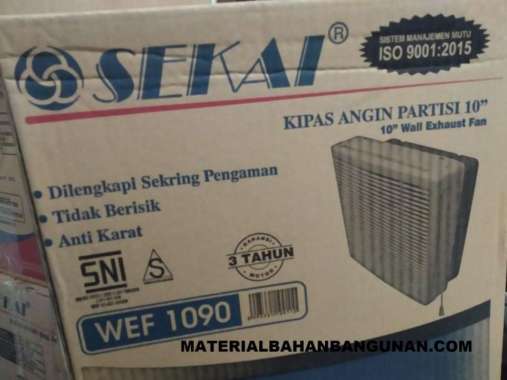 SEKAI®
SISTEM MANAJEMEN MUTU
ISO 9001:2015
KIPAS ANGIN PARTISI 10"
10" Wall Exhaust Fan
• Dilengkapi Sekring Pengaman
• Tidak Berisik
• Anti Karat
SNI
S
GARANSI
3 TAHUN
MOTOR
WEF 1090
MATERIALBAHANBANGUNAN.COM